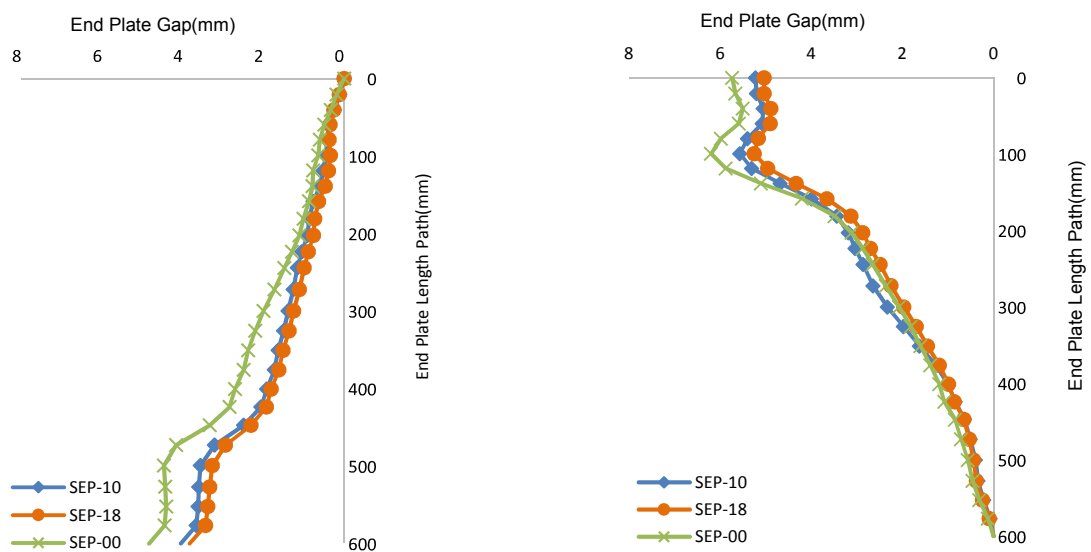 End Plate Gap(mm)
8 6 4 2 0
0
100
200
300
400
500
600
End Plate Length Path(mm)
SEP-10
SEP-18
SEP-00
End Plate Gap(mm)
8 6 4 2 0
0
100
200
300
400
500
600
End Plate Length Path(mm)
SEP-10
SEP-18
SEP-00